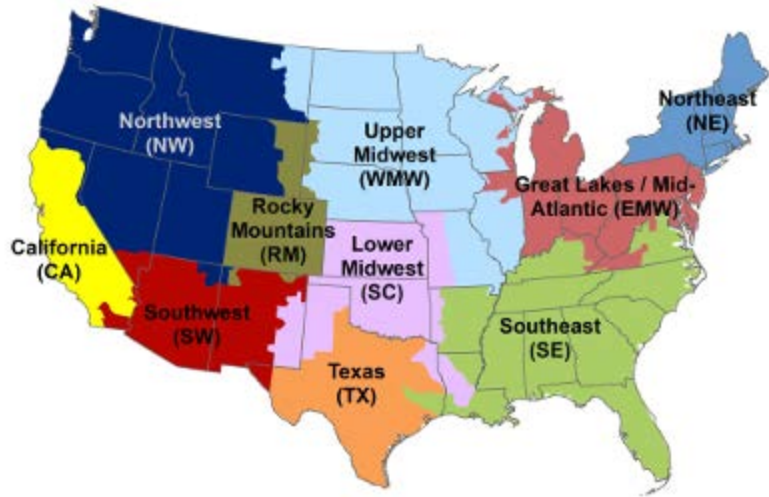 Northwest
(NW)
Upper
Midwest
(WMW)
Northeast
(NE)
Great Lakes / Mid-
Atlantic (EMW)
Rocky
Mountains
(RM)
California
(CA)
Lower
Midwest
(SC)
Southwest
(SW)
Southeast
(SE)
Texas
(TX)